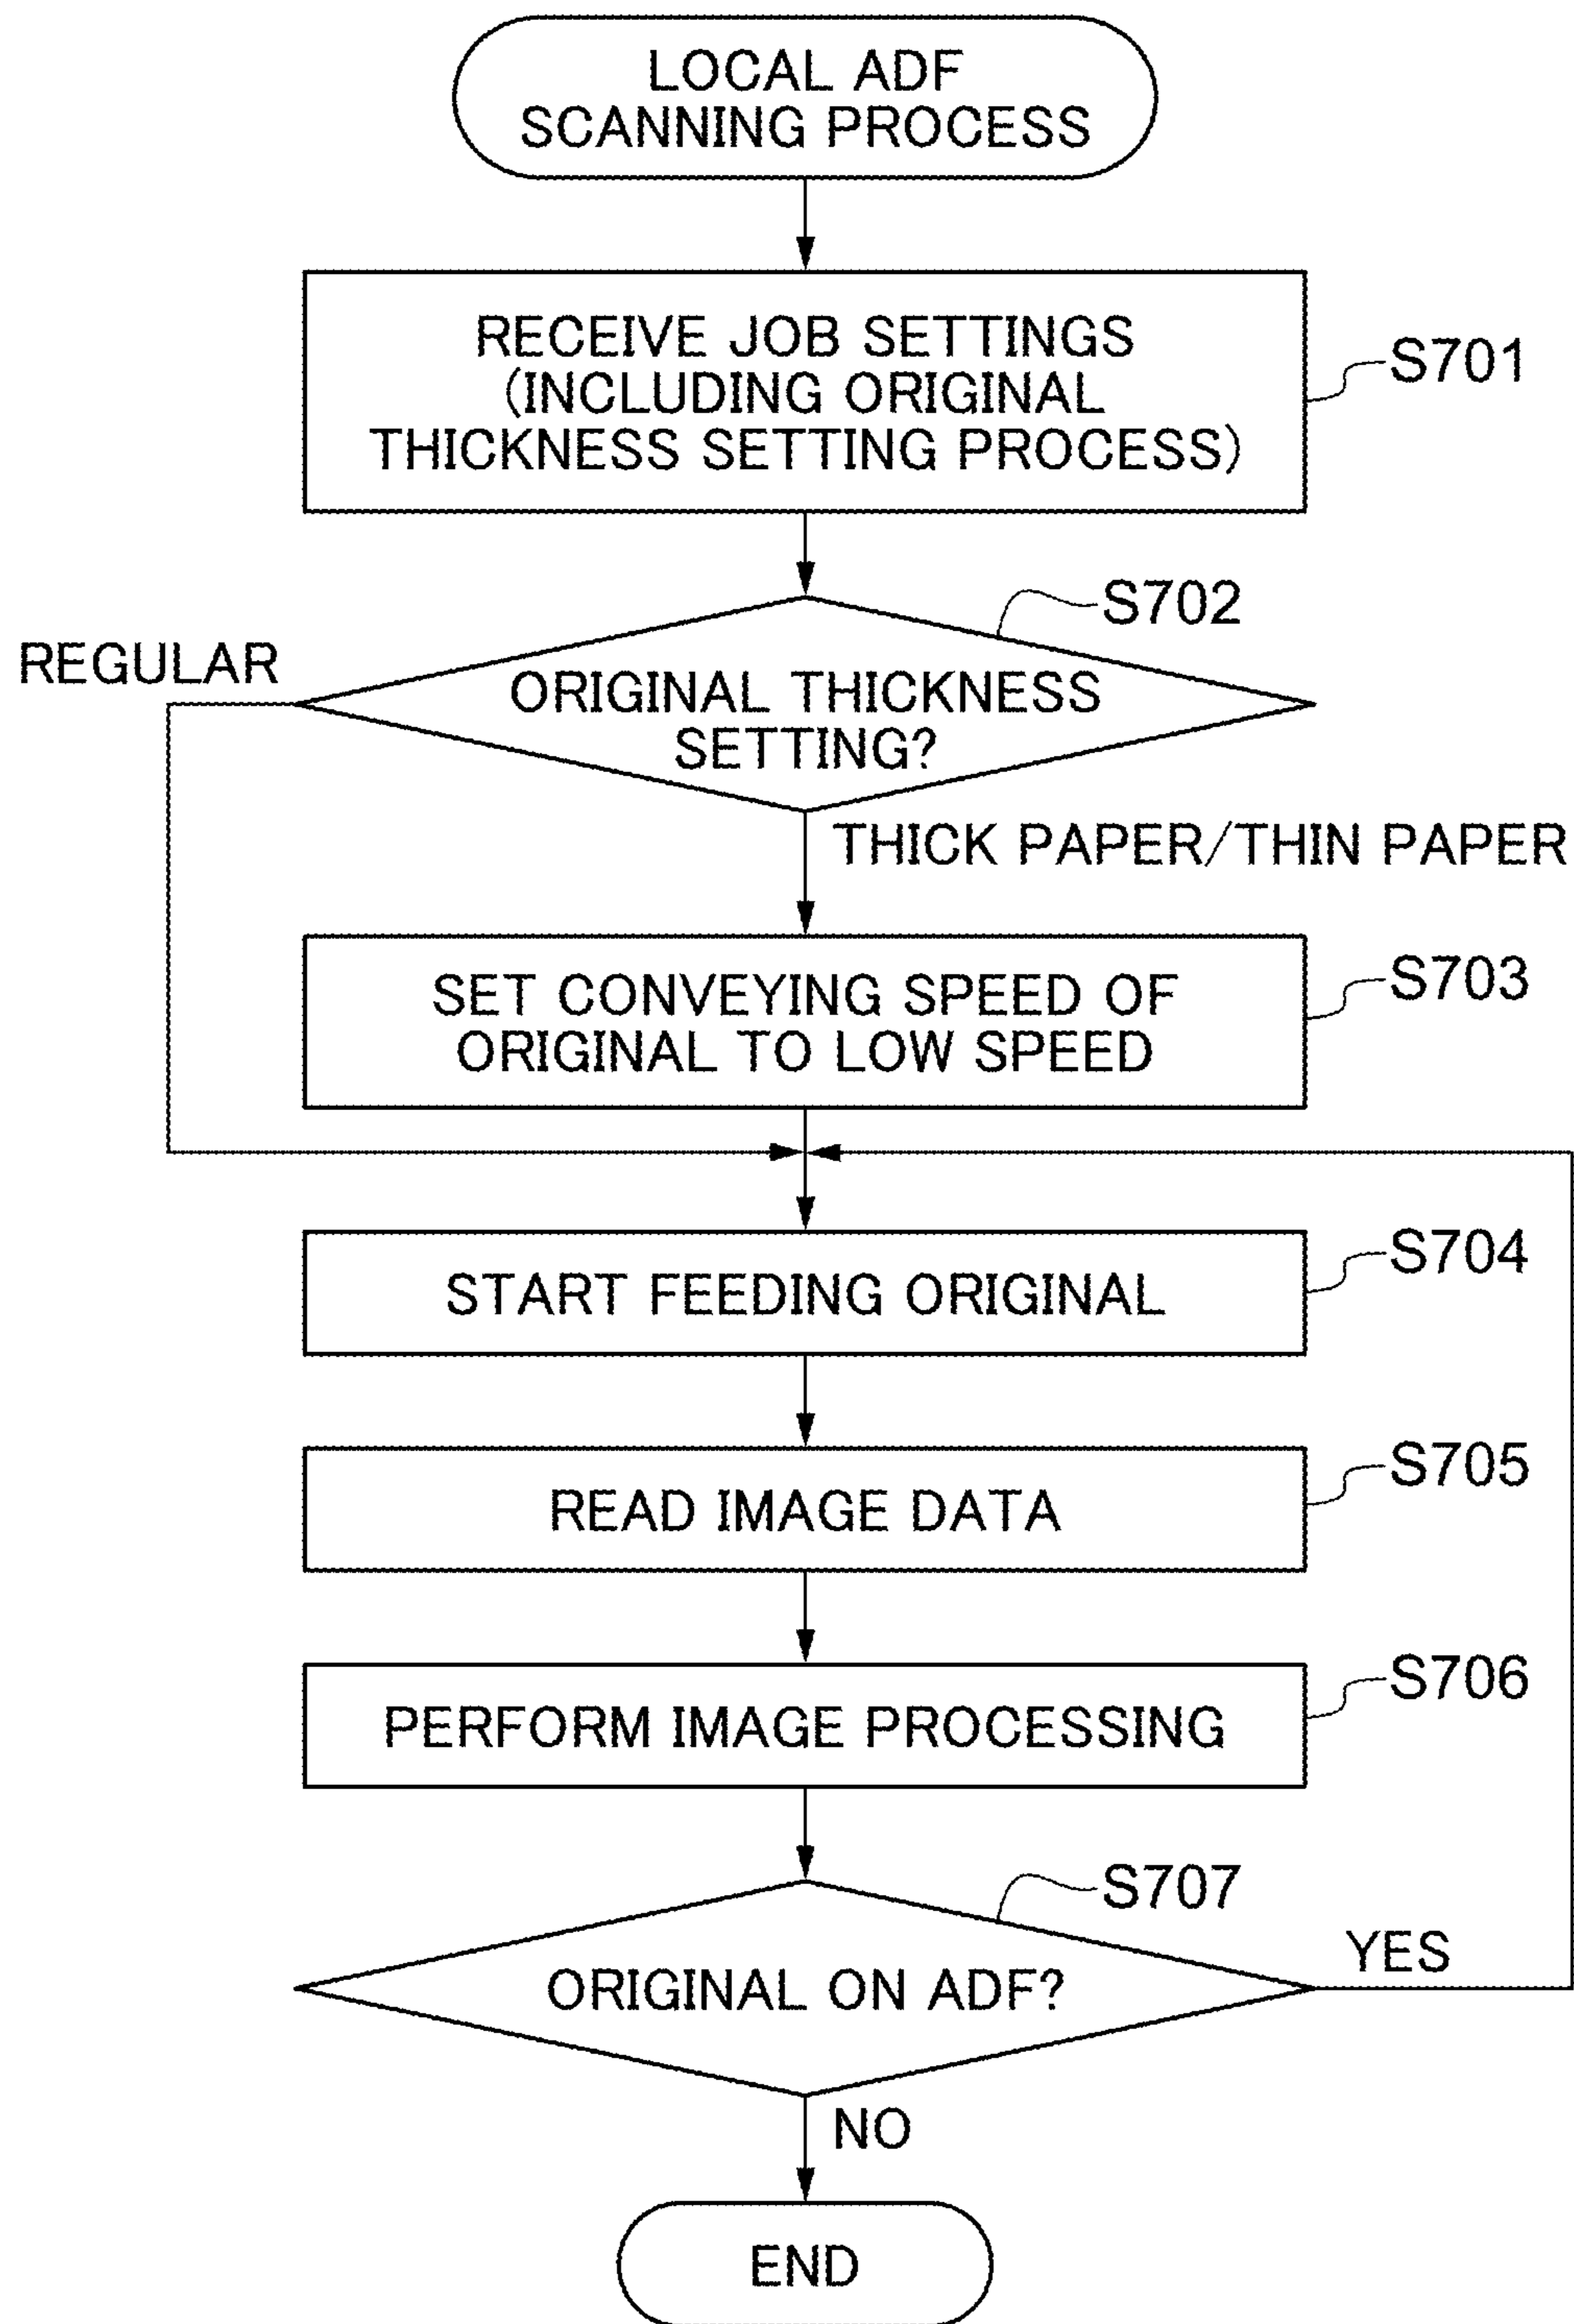 LOCAL ADF
SCANNING PROCESS
RECEIVE JOB SETTINGS
(INCLUDING ORIGINAL
THICKNESS SETTING PROCESS)
S701
S702
REGULAR
ORIGINAL THICKNESS
SETTING?
THICK PAPER/THIN PAPER
SET CONVEYING SPEED OF
ORIGINAL TO LOW SPEED
S703
START FEEDING ORIGINAL
S704
READ IMAGE DATA
S705
PERFORM IMAGE PROCESSING
S706
S707
ORIGINAL ON ADF?
YES
NO
END